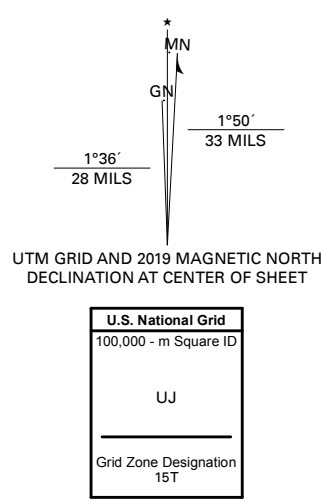 MN
GN
1°50´
33 MILS
1°36´
28 MILS
UTM GRID AND 2019 MAGNETIC NORTH
DECLINATION AT CENTER OF SHEET
U.S. National Grid
100,000 - m Square ID
UJ
Grid Zone Designation
15T